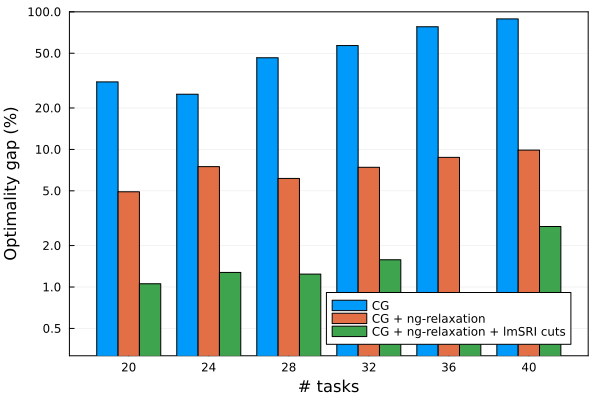 100.0
50.0
20.0
10.0
5.0
2.0
1.0
0.5
Optimality gap (%)
CG
CG + ng-relaxation
CG + ng-relaxation + lmSRI cuts
20 24 28 32 36 40
# tasks